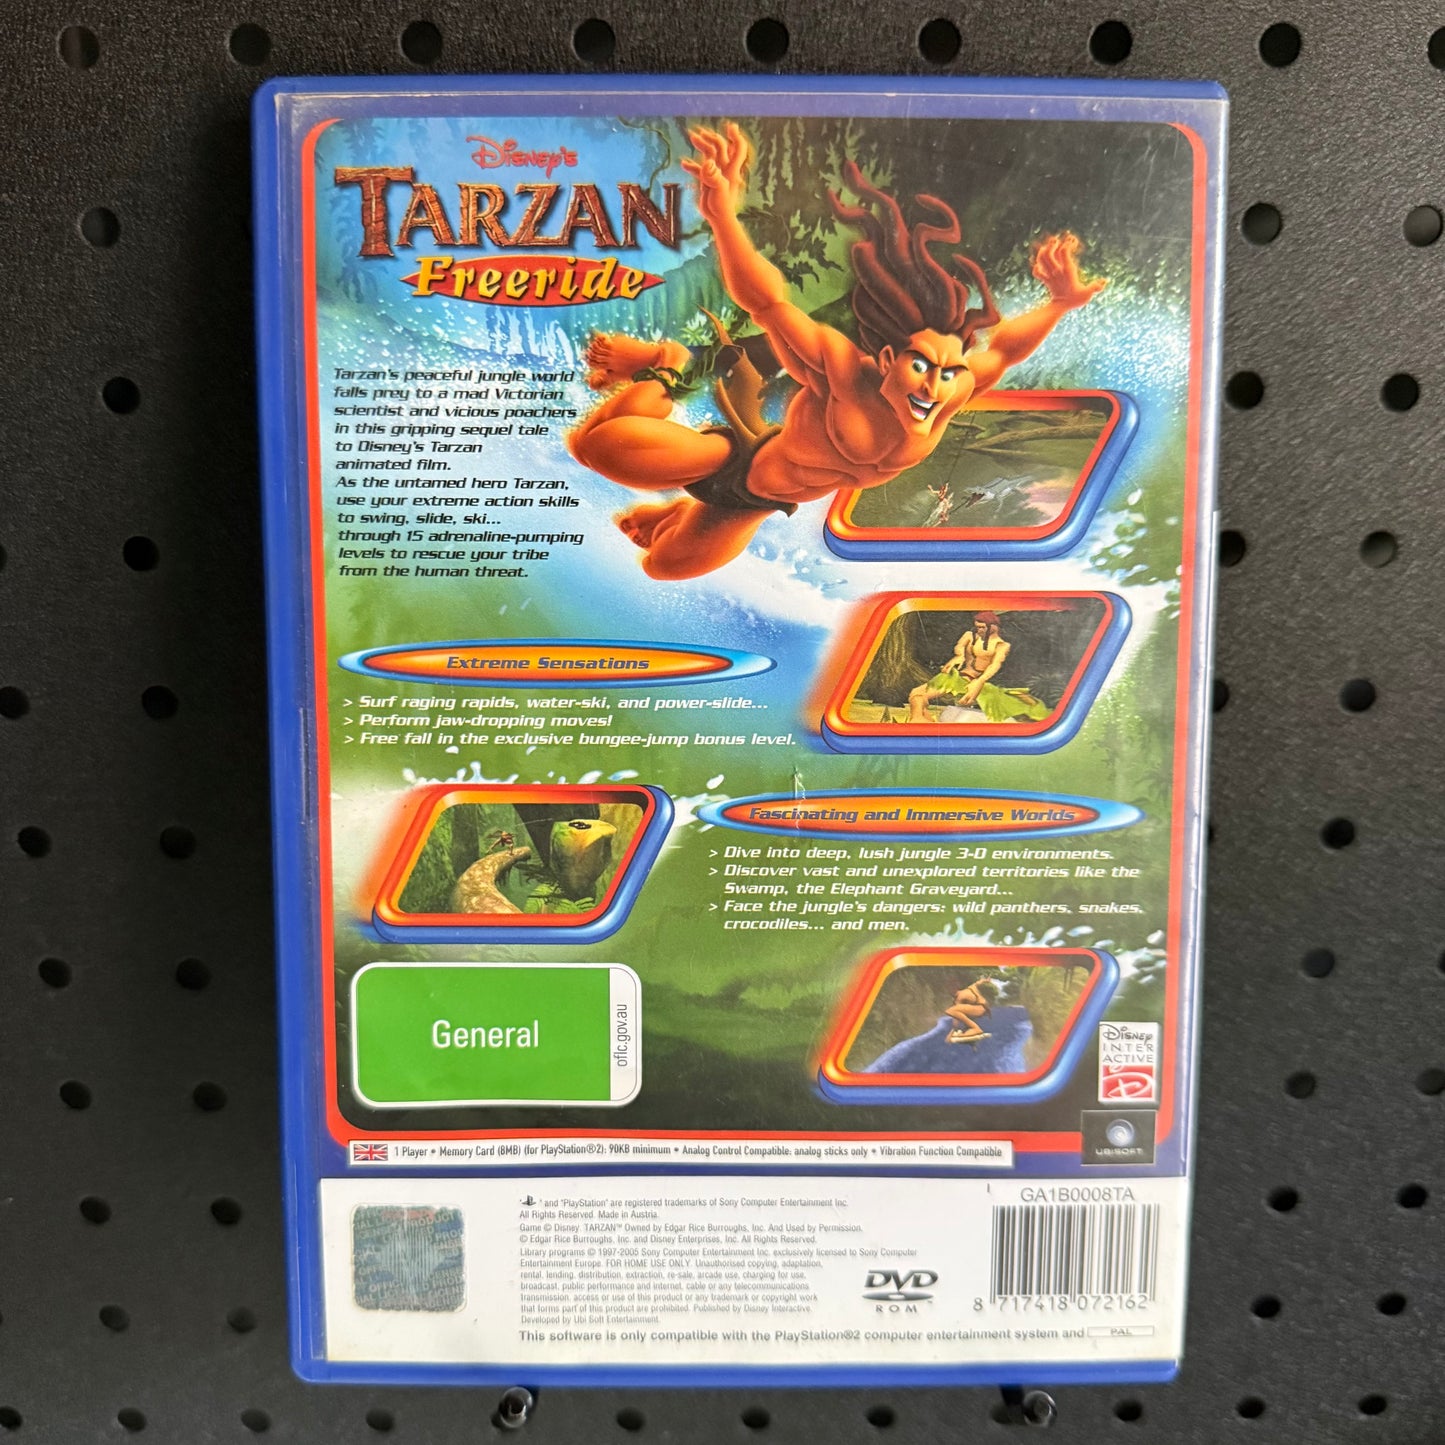 Disney's
TARZAN
Freeride
Tarzan's peaceful jungle world
falls prey to a mad Victorian
scientist and vicious poachers
in this gripping sequel tale
to Disney's Tarzan
animated film.
As the untamed hero Tarzan,
use your extreme action skills
to swing, slide, ski...
through 15 adrenaline-pumping
levels to rescue your tribe
from the human threat.
Extreme Sensations
> Surf raging rapids, water-ski, and power-slide...
> Perform jaw-dropping moves!
> Free fall in the exclusive bungee-jump bonus level.
Fascinating and Immersive Worlds
> Dive into deep, lush jungle 3-D environments.
> Discover vast and unexplored territories like the
Swamp, the Elephant Graveyard...
> Face the jungle's dangers: wild panthers, snakes,
crocodiles... and men.
General
oflc.gov.au
Disney
INTER
ACTIVE
UBISOFT
1 Player • Memory Card (8MB) (for PlayStation®2): 90KB minimum • Analog Control Compatible: analog sticks only • Vibration Function Compatible
" and "PlayStation" are registered trademarks of Sony Computer Entertainment Inc.
All Rights Reserved. Made in Austria.
Game © Disney. TARZAN™ Owned by Edgar Rice Burroughs, Inc. And Used by Permission.
© Edgar Rice Burroughs, Inc. and Disney Enterprises, Inc. All Rights Reserved.
Library programs © 1997-2005 Sony Computer Entertainment Inc. exclusively licensed to Sony Computer
Entertainment Europe. FOR HOME USE ONLY. Unauthorised copying, adaptation,
rental, lending, distribution, extraction, re-sale, arcade use, charging for use,
broadcast, public performance and internet, cable or any telecommunications
transmission, access or use of this product or any trademark or copyright work
that forms part of this product are prohibited. Published by Disney Interactive.
Developed by Ubi Soft Entertainment.
This software is only compatible with the PlayStation®2 computer entertainment system and PAL
DVD
ROM
GA1B0008TA
8 717418 072162